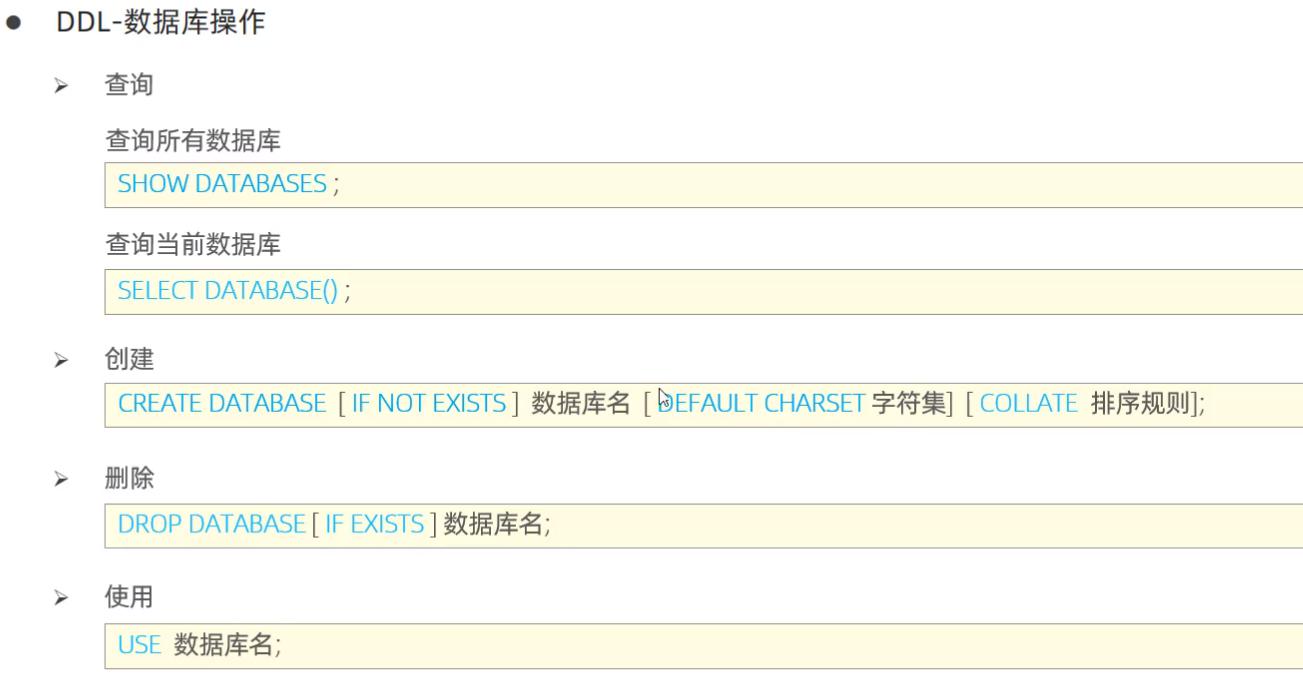 DDL-数据库操作
查询
查询所有数据库
SHOW DATABASES ;
查询当前数据库
SELECT DATABASE() ;
创建
CREATE DATABASE [ IF NOT EXISTS ] 数据库名 [ DEFAULT CHARSET 字符集] [ COLLATE 排序规则];
删除
DROP DATABASE [ IF EXISTS ] 数据库名;
使用
USE 数据库名;